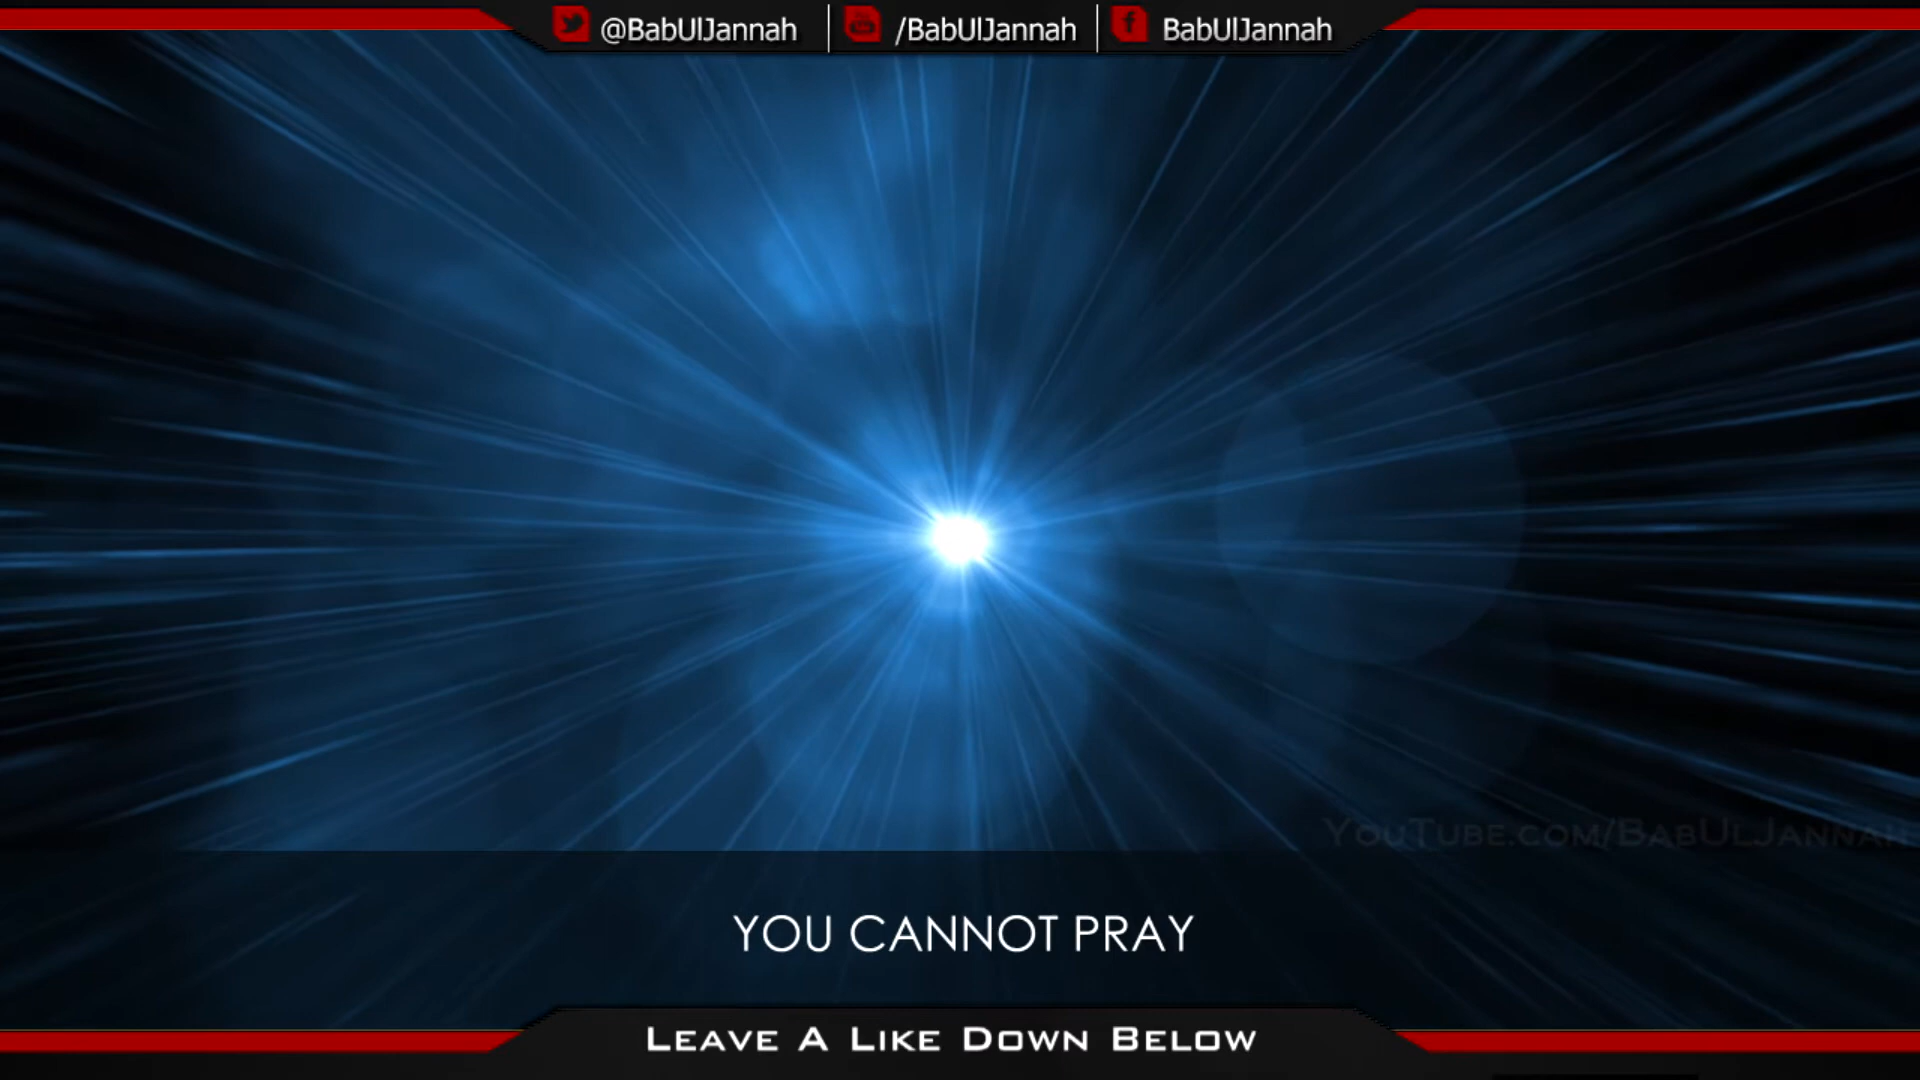 @BabUlJannah /BabUlJannah BabUlJannah
YouTube.com/BabUlJannah
YOU CANNOT PRAY
Leave A Like Down Below